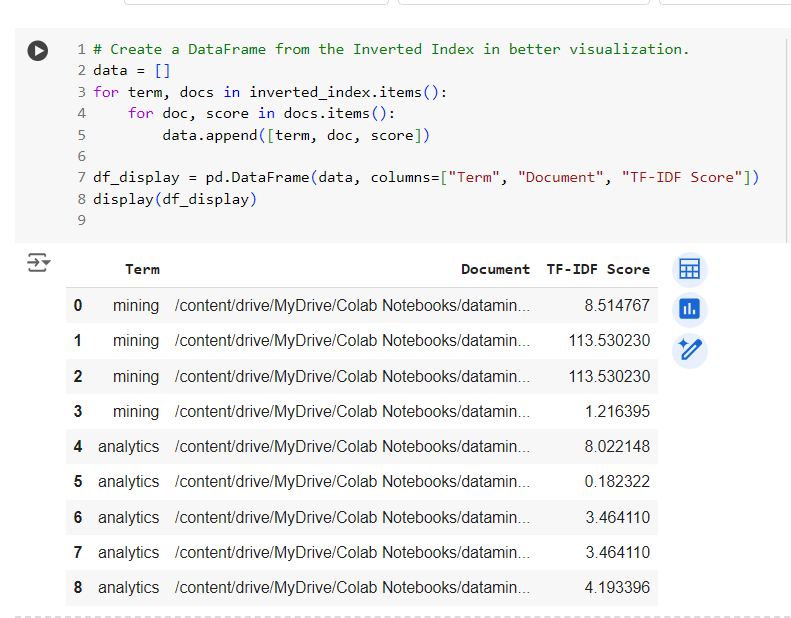 1 # Create a DataFrame from the Inverted Index in better visualization.
2 data = []
3 for term, docs in inverted_index.items():
4     for doc, score in docs.items():
5         data.append([term, doc, score])
6
7 df_display = pd.DataFrame(data, columns=["Term", "Document", "TF-IDF Score"])
8 display(df_display)
9
Term Document TF-IDF Score
0 mining /content/drive/MyDrive/Colab Notebooks/datamin... 8.514767
1 mining /content/drive/MyDrive/Colab Notebooks/datamin... 113.530230
2 mining /content/drive/MyDrive/Colab Notebooks/datamin... 113.530230
3 mining /content/drive/MyDrive/Colab Notebooks/datamin... 1.216395
4 analytics /content/drive/MyDrive/Colab Notebooks/datamin... 8.022148
5 analytics /content/drive/MyDrive/Colab Notebooks/datamin... 0.182322
6 analytics /content/drive/MyDrive/Colab Notebooks/datamin... 3.464110
7 analytics /content/drive/MyDrive/Colab Notebooks/datamin... 3.464110
8 analytics /content/drive/MyDrive/Colab Notebooks/datamin... 4.193396